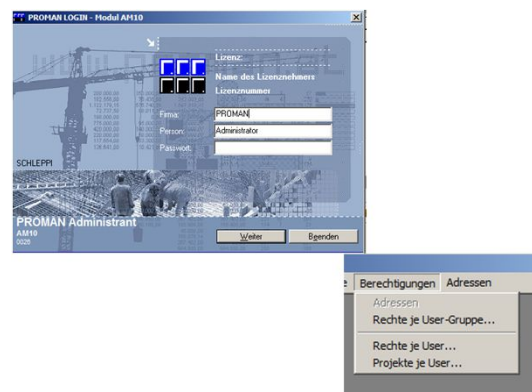 PROMAN LOGIN - Modul AM10
Lizenz:
Name des Lizenznehmers
Lizenznummer
Firma: PROMAN
Person: Administrator
Passwort:
SCHLEPPI
PROMAN Administrant
AM10
0028
Weiter
Beenden
e Berechtigungen Adressen
Adressen
Rechte je User-Gruppe...
Rechte je User...
Projekte je User...